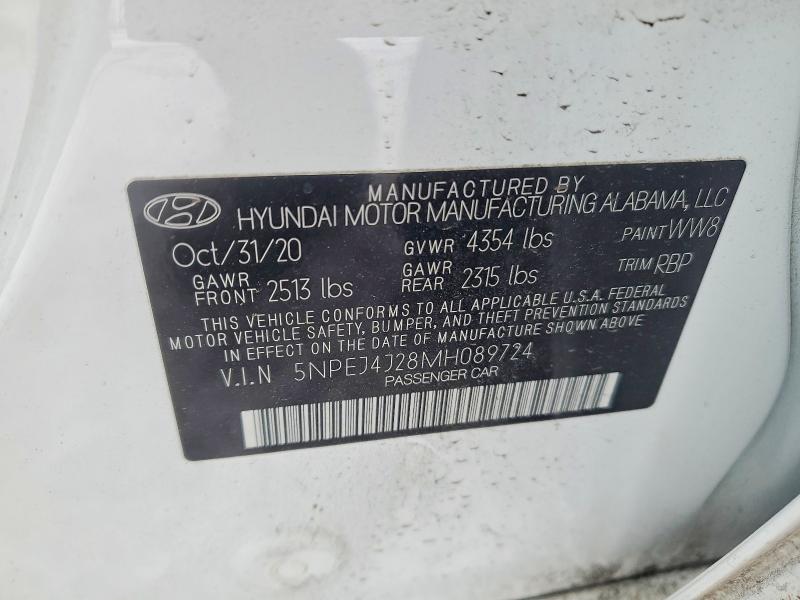 MANUFACTURED BY
HYUNDAI MOTOR MANUFACTURING ALABAMA, LLC
Oct/31/20 GVWR 4354 lbs PAINT WW8
GAWR FRONT 2513 lbs GAWR REAR 2315 lbs TRIM RBP
THIS VEHICLE CONFORMS TO ALL APPLICABLE U.S.A. FEDERAL
MOTOR VEHICLE SAFETY, BUMPER, AND THEFT PREVENTION STANDARDS
IN EFFECT ON THE DATE OF MANUFACTURE SHOWN ABOVE
V.I.N 5NPEJ4J28MH089724
PASSENGER CAR